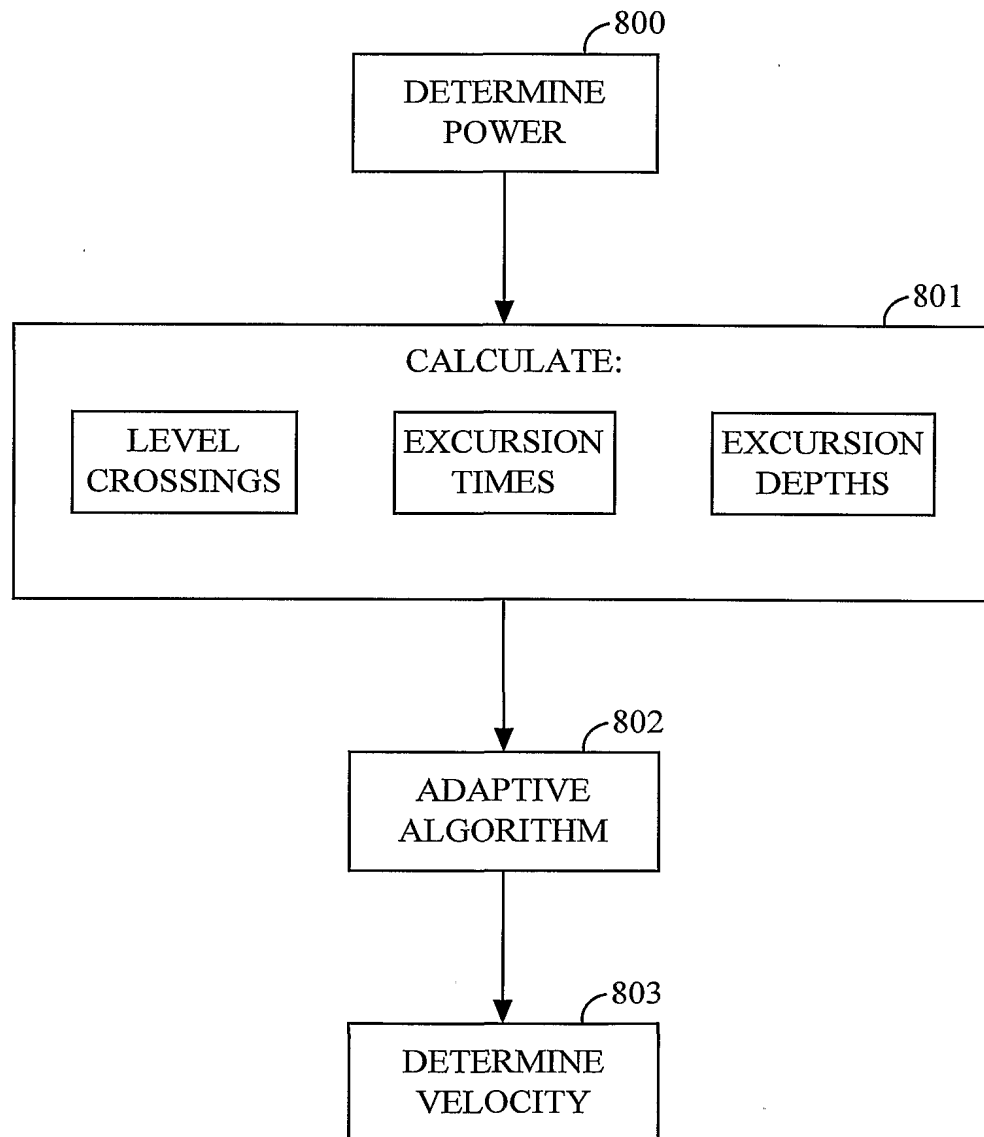 800
DETERMINE
POWER
801
CALCULATE:
LEVEL
CROSSINGS
EXCURSION
TIMES
EXCURSION
DEPTHS
802
ADAPTIVE
ALGORITHM
803
DETERMINE
VELOCITY